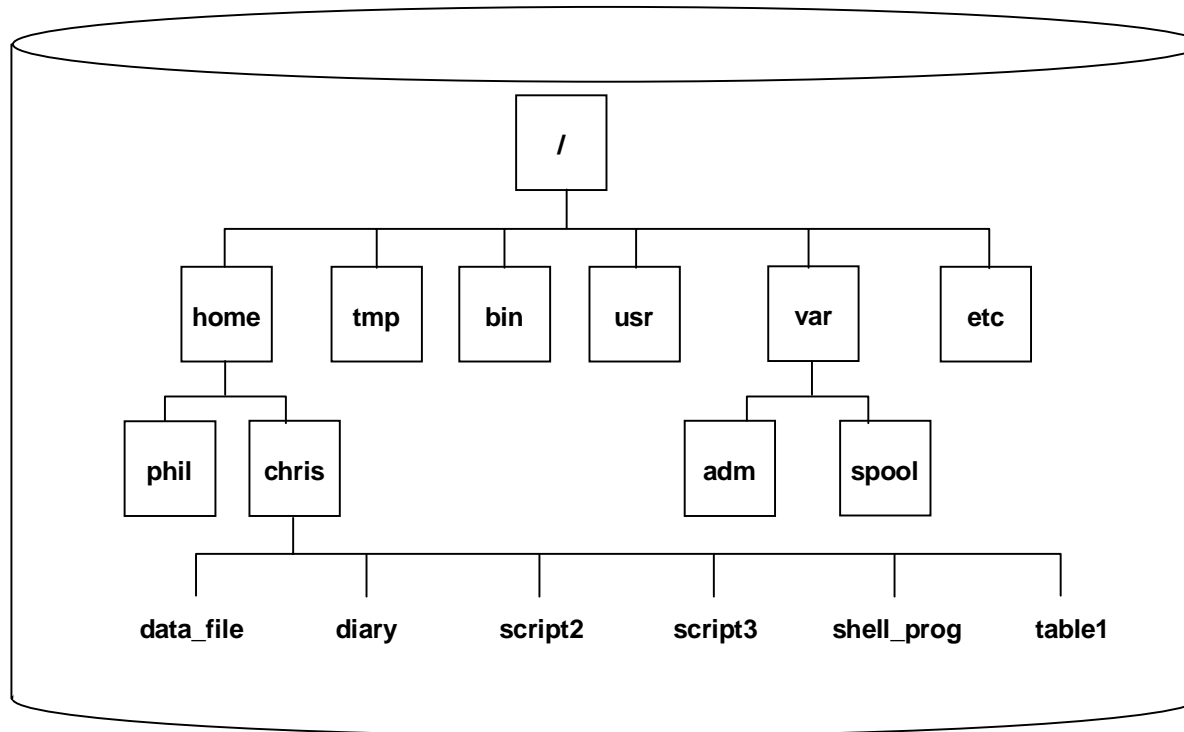 /
home tmp bin usr var etc
phil chris adm spool
data_file diary script2 script3 shell_prog table1